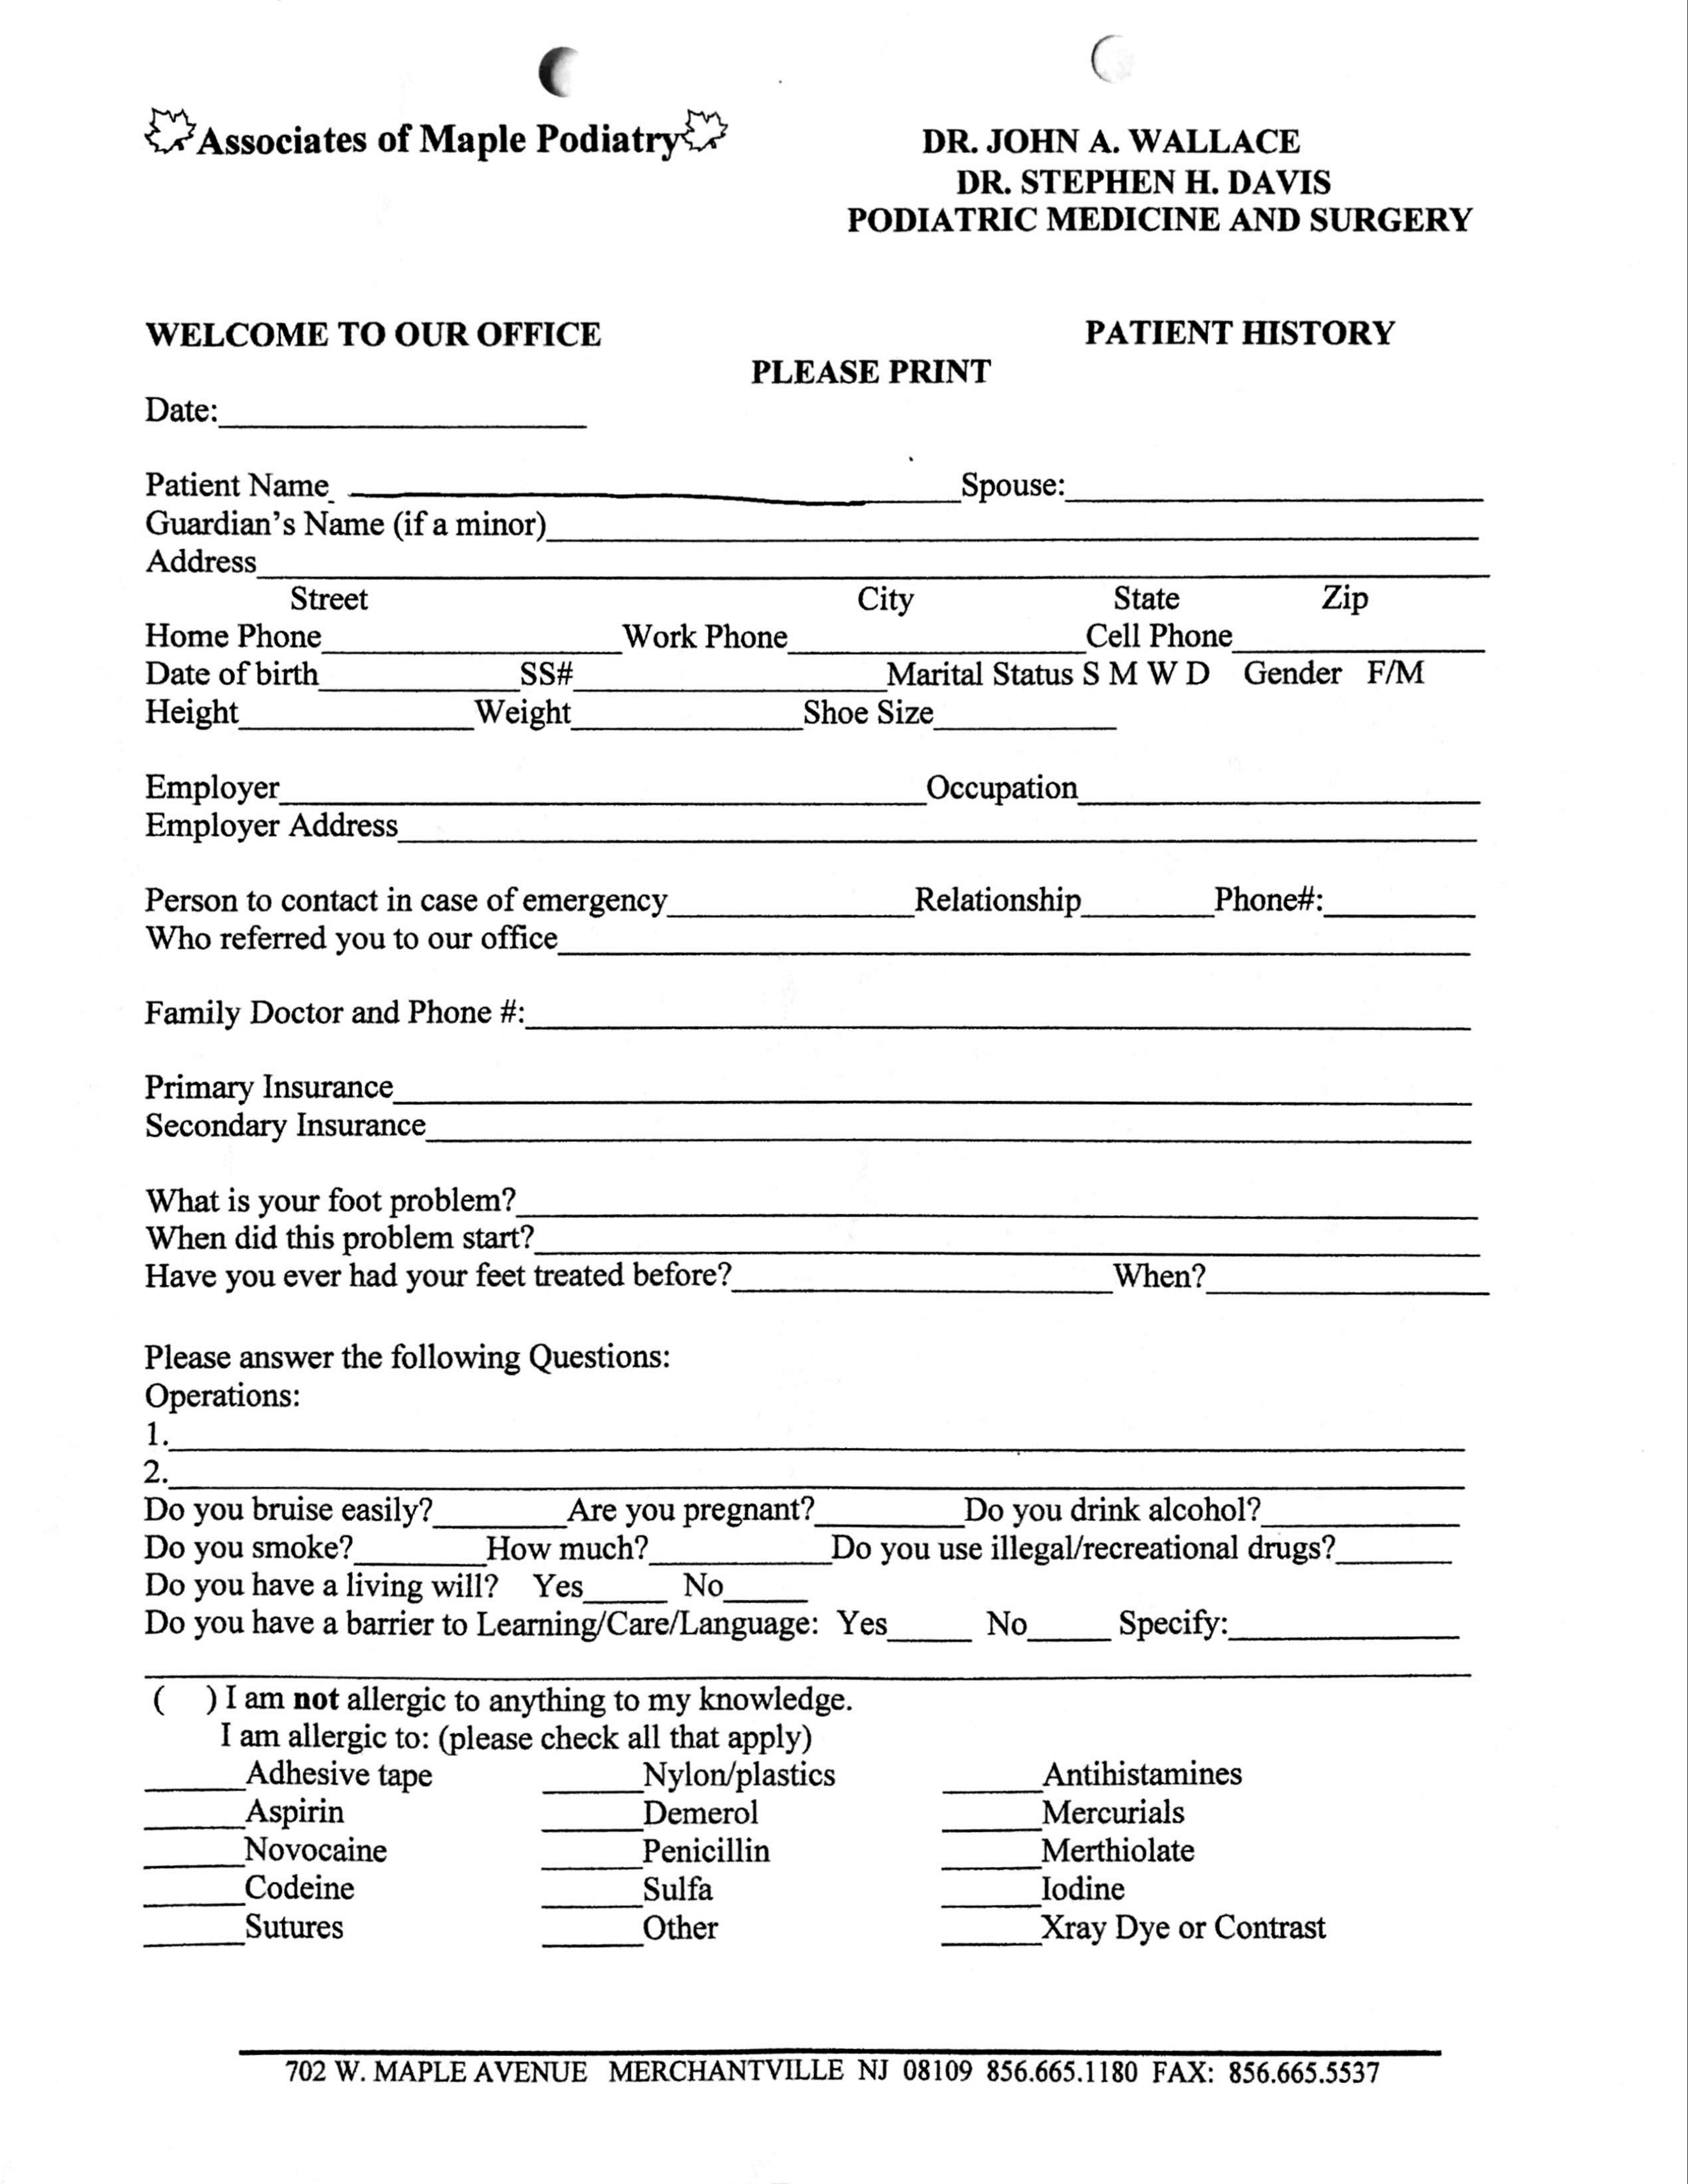 Associates of Maple Podiatry
DR. JOHN A. WALLACE
DR. STEPHEN H. DAVIS
PODIATRIC MEDICINE AND SURGERY
WELCOME TO OUR OFFICE PATIENT HISTORY
PLEASE PRINT
Date:
Patient Name Spouse:
Guardian’s Name (if a minor)
Address
Street City State Zip
Home Phone Work Phone Cell Phone
Date of birth SS# Marital Status S M W D Gender F/M
Height Weight Shoe Size
Employer Occupation
Employer Address
Person to contact in case of emergency Relationship Phone#:
Who referred you to our office
Family Doctor and Phone #:
Primary Insurance
Secondary Insurance
What is your foot problem?
When did this problem start?
Have you ever had your feet treated before? When?
Please answer the following Questions:
Operations:
1.
2.
Do you bruise easily? Are you pregnant? Do you drink alcohol?
Do you smoke? How much? Do you use illegal/recreational drugs?
Do you have a living will? Yes No
Do you have a barrier to Learning/Care/Language: Yes No Specify:
( ) I am not allergic to anything to my knowledge.
I am allergic to: (please check all that apply)
Adhesive tape Nylon/plastics Antihistamines
Aspirin Demerol Mercurials
Novocaine Penicillin Merthiolate
Codeine Sulfa Iodine
Sutures Other Xray Dye or Contrast
702 W. MAPLE AVENUE MERCHANTVILLE NJ 08109 856.665.1180 FAX: 856.665.5537